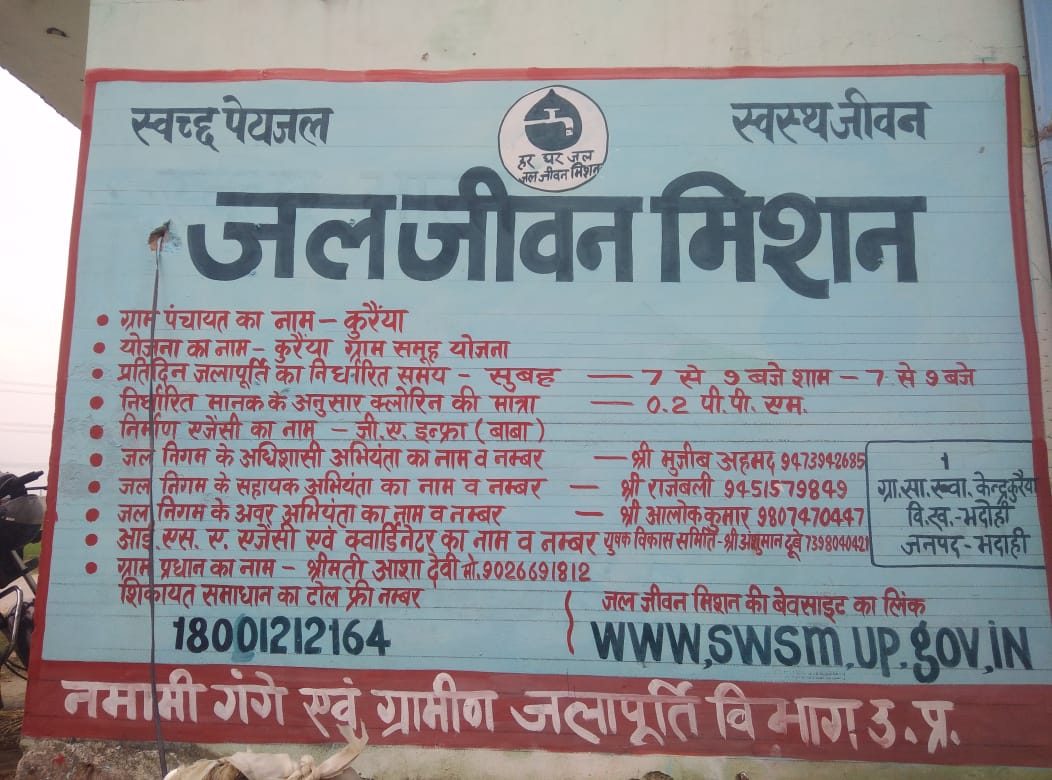 स्वच्छ पेयजल
हर घर जल
जल जीवन मिशन
स्वस्थ जीवन
जल जीवन मिशन
• ग्राम पंचायत का नाम – कुरैंया
• योजना का नाम – कुरैंया ग्राम समूह योजना
• प्रतिदिन जलापूर्ति का निर्धारित समय – सुबह — 7 से 9 बजे शाम – 7 से 9 बजे
• निर्धारित मानक के अनुसार क्लोरिन की मात्रा — 0.2 पी.पी. एम.
• निर्माण एजेंसी का नाम – जी.ए. इन्फ्रा (बाबा)
• जल निगम के अधिशासी अभियंता का नाम व नम्बर — श्री मुजीब अहमद 9473942685
• जल निगम के सहायक अभियंता का नाम व नम्बर — श्री राजबली 9451579849
• जल निगम के अवर अभियंता का नाम व नम्बर — श्री आलोक कुमार 9807470447
• आई.एस. ए. एजेंसी एवं क्वार्डिनेटर का नाम व नम्बर युवक विकास समिति-श्री अंशुमान दूबे 7398040421
• ग्राम प्रधान का नाम – श्रीमती आशा देवी मो.9026691812
1
ग्रा.सा.स्वा. केन्द्र कुरैंया
वि.ख.-भदोही
जनपद-भदोही
शिकायत समाधान का टोल फ्री नम्बर
18001212164
जल जीवन मिशन की बेवसाइट का लिंक
WWW,SWSM,UP.gov,in
नमामी गंगे एवं ग्रामीण जलापूर्ति विभाग उ.प्र.